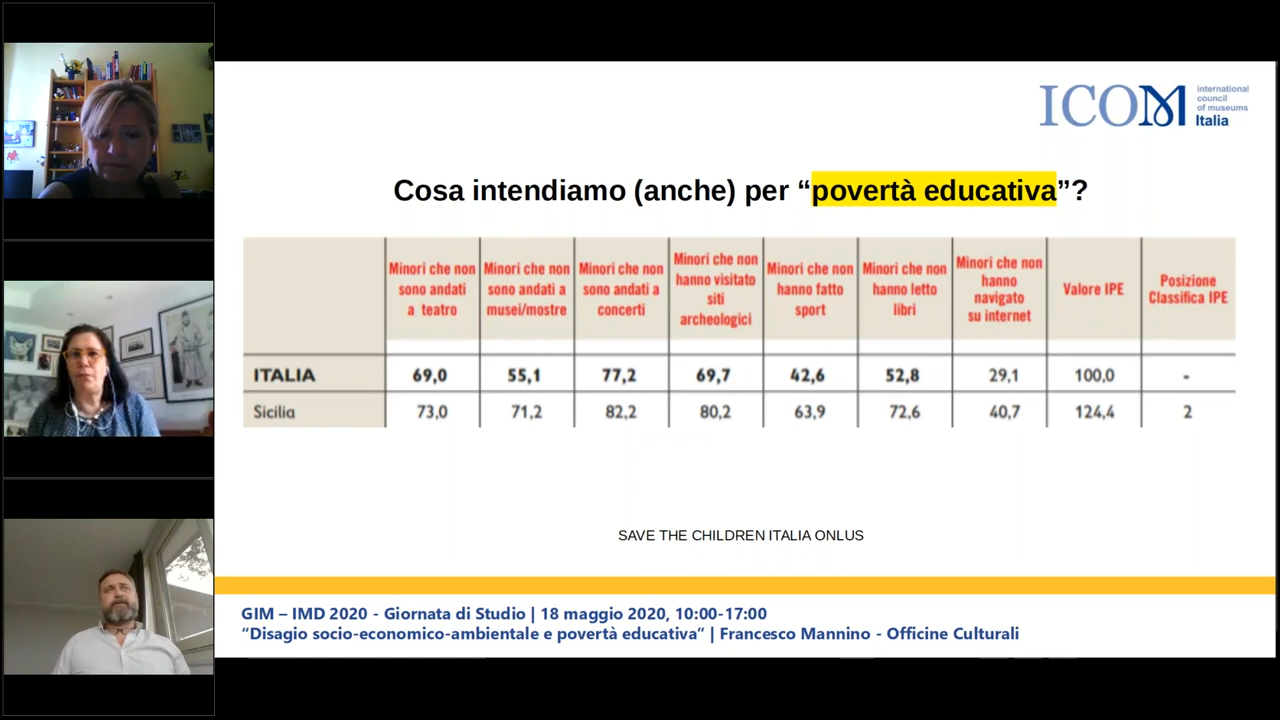 ICOM
international
council
of museums
Italia
Cosa intendiamo (anche) per “povertà educativa”?
Minori che non
sono andati
a teatro
Minori che non
sono andati a
musei/mostre
Minori che non
sono andati a
concerti
Minori che non
hanno visitato
siti
archeologici
Minori che non
hanno fatto
sport
Minori che non
hanno letto
libri
Minori che non
hanno
navigato
su internet
Valore IPE
Posizione
Classifica IPE
ITALIA 69,0 55,1 77,2 69,7 42,6 52,8 29,1 100,0 -
Sicilia 73,0 71,2 82,2 80,2 63,9 72,6 40,7 124,4 2
SAVE THE CHILDREN ITALIA ONLUS
GIM – IMD 2020 - Giornata di Studio | 18 maggio 2020, 10:00-17:00
“Disagio socio-economico-ambientale e povertà educativa” | Francesco Mannino - Officine Culturali